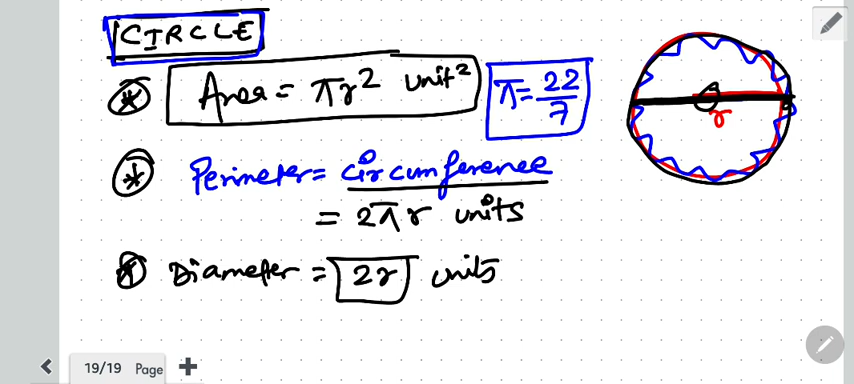 CIRCLE
Area = πr² unit² π = 22/7
r
Perimeter = circumference
= 2πr units
Diameter = 2r units
19/19 Page